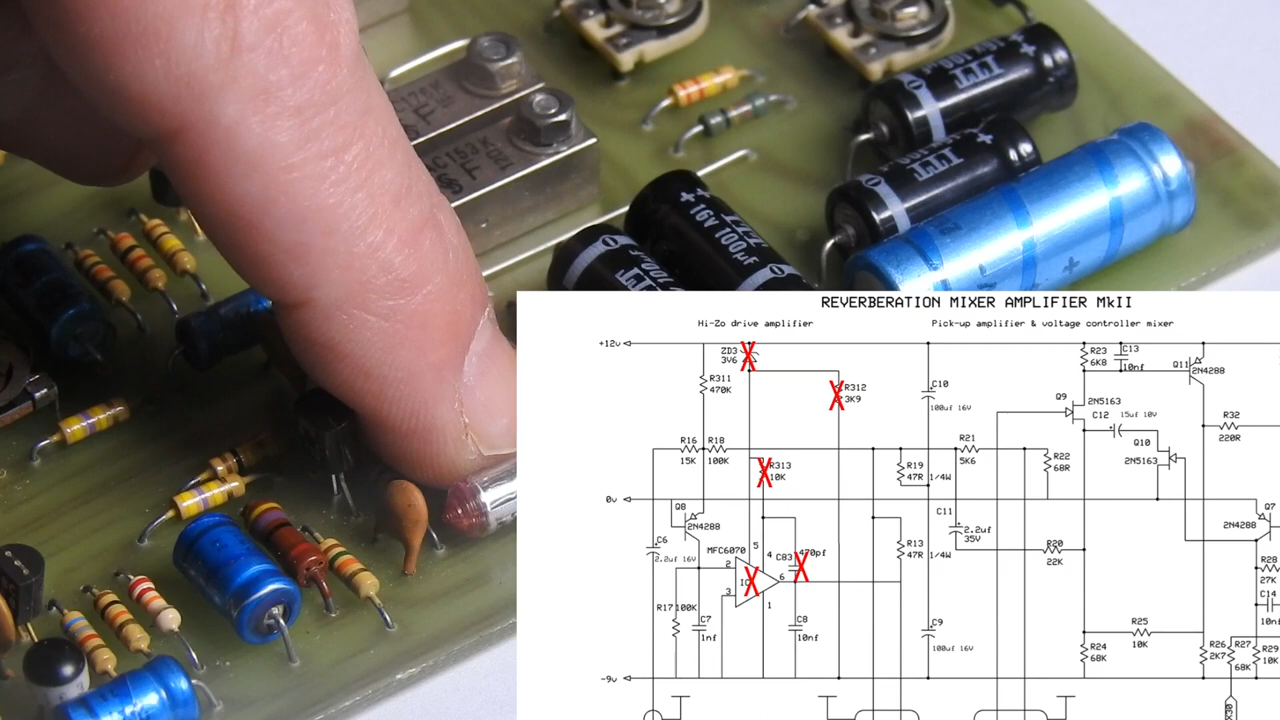 ITT
16V 100µF
REVERBERATION MIXER AMPLIFIER MkII
Hi-Zo drive amplifier
Pick-up amplifier & voltage controller mixer
+12v
ZD3
3V6
R311
470K
R312
3K9
C10
100uf 16V
R23
6K8
C13
10nf
Q11
2N4288
Q9
2N5163
C12
15uf 10V
Q10
2N5163
R32
220R
R16
15K
R18
100K
R313
10K
R19
47R 1/4W
R21
5K6
R22
68R
0v
Q8
2N4288
C6
2.2uf 16V
MFC6070
IC
2
3
5
4
6
1
C83
470pf
R13
47R 1/4W
C11
2.2uf
35V
R20
22K
Q7
2N4288
R28
27K
C14
10nf
R17
100K
C7
1nf
C8
10nf
C9
100uf 16V
R24
68K
R25
10K
R26
2K7
R27
68K
R29
10K
-9v